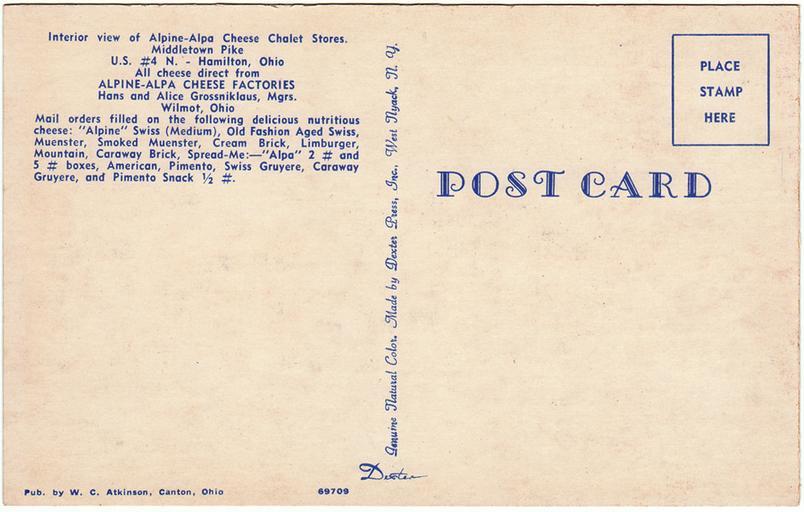 Interior view of Alpine-Alpa Cheese Chalet Stores.
Middletown Pike
U.S. #4 N. - Hamilton, Ohio
All cheese direct from
ALPINE-ALPA CHEESE FACTORIES
Hans and Alice Grossniklaus, Mgrs.
Wilmot, Ohio
Mail orders filled on the following delicious nutritious
cheese: "Alpine" Swiss (Medium), Old Fashion Aged Swiss,
Muenster, Smoked Muenster, Cream Brick, Limburger,
Mountain, Caraway Brick, Spread-Me:—"Alpa" 2 # and
5 # boxes, American, Pimento, Swiss Gruyere, Caraway
Gruyere, and Pimento Snack ½ #.
Pub. by W. C. Atkinson, Canton, Ohio
69709
Genuine Natural Color. Made by Dexter Press, Inc., West Nyack, N. Y.
Dexter
POST CARD
PLACE
STAMP
HERE